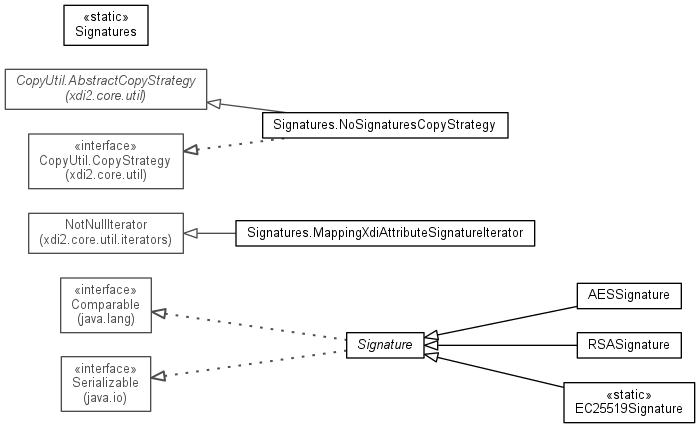 «static»
Signatures
CopyUtil.AbstractCopyStrategy
(xdi2.core.util)
Signatures.NoSignaturesCopyStrategy
«interface»
CopyUtil.CopyStrategy
(xdi2.core.util)
NotNullIterator
(xdi2.core.util.iterators)
Signatures.MappingXdiAttributeSignatureIterator
«interface»
Comparable
(java.lang)
AESSignature
Signature
RSASignature
«interface»
Serializable
(java.io)
«static»
EC25519Signature